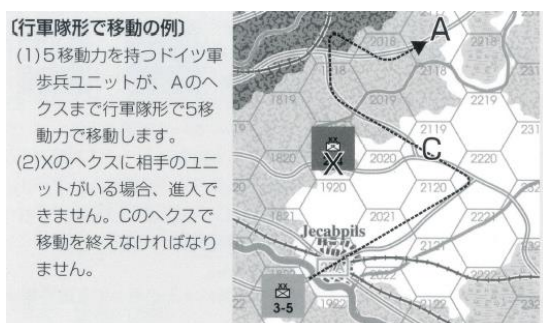 〔行軍隊形で移動の例〕
(1)5移動力を持つドイツ軍
歩兵ユニットが、Aのヘ
クスまで行軍隊形で5移
動力で移動します。
(2)Xのヘクスに相手のユニ
ットがいる場合、進入で
きません。Cのヘクスで
移動を終えなければなり
ません。
A
2018
2118
1819
2019
2219
2119
C
1820
X
2020
2220
1920
2120
1821
2021
2221
Jecabpils
2121
2022
2222
XX
3-5
1922
2122